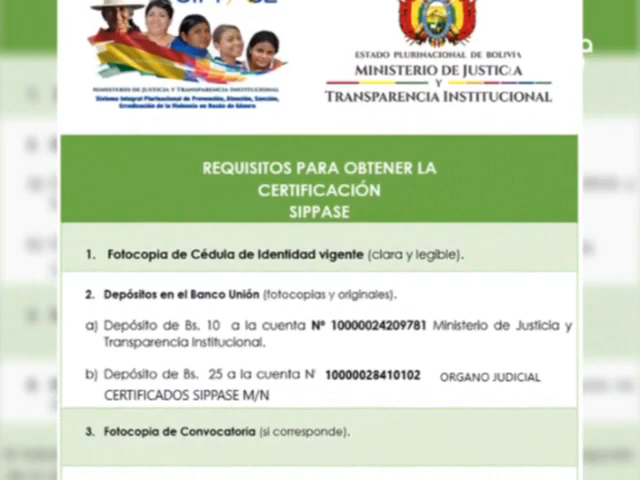 SIPPASE
MINISTERIO DE JUSTICIA Y TRANSPARENCIA INSTITUCIONAL
Sistema Integral Plurinacional de Prevención, Atención, Sanción,
Erradicación de la Violencia en Razón de Género
ESTADO PLURINACIONAL DE BOLIVIA
MINISTERIO DE JUSTICIA
Y
TRANSPARENCIA INSTITUCIONAL
REQUISITOS PARA OBTENER LA
CERTIFICACIÓN
SIPPASE
1. Fotocopia de Cédula de Identidad vigente (clara y legible).
2. Depósitos en el Banco Unión (fotocopias y originales).
a) Depósito de Bs. 10 a la cuenta Nº 10000024209781 Ministerio de Justicia y
Transparencia Institucional.
b) Depósito de Bs. 25 a la cuenta N° 10000028410102 ORGANO JUDICIAL
CERTIFICADOS SIPPASE M/N
3. Fotocopia de Convocatoria (si corresponde).